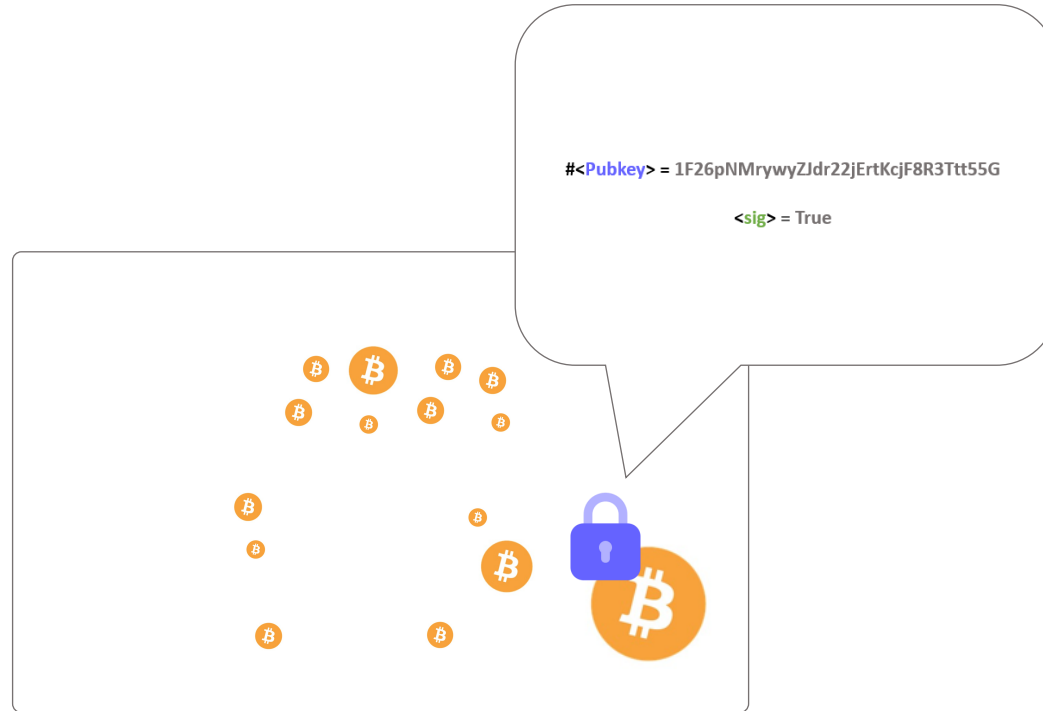 #<Pubkey> = 1F26pNMrywyZJdr22jErtKcjF8R3Ttt55G
<sig> = True